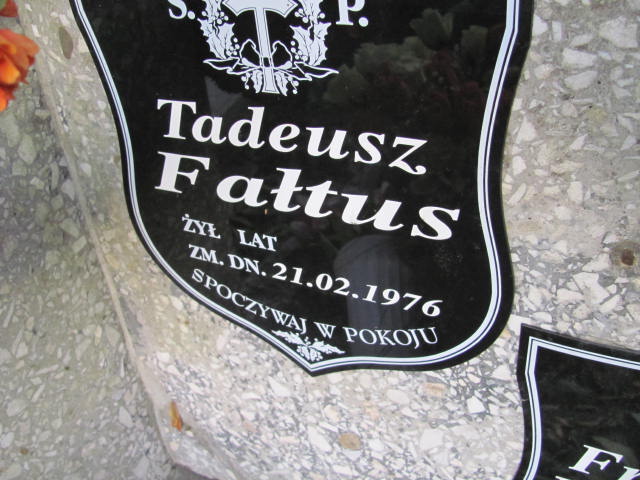 Ś. P.
Tadeusz
Fałtus
ŻYŁ LAT
ZM. DN. 21.02.1976
SPOCZYWAJ W POKOJU